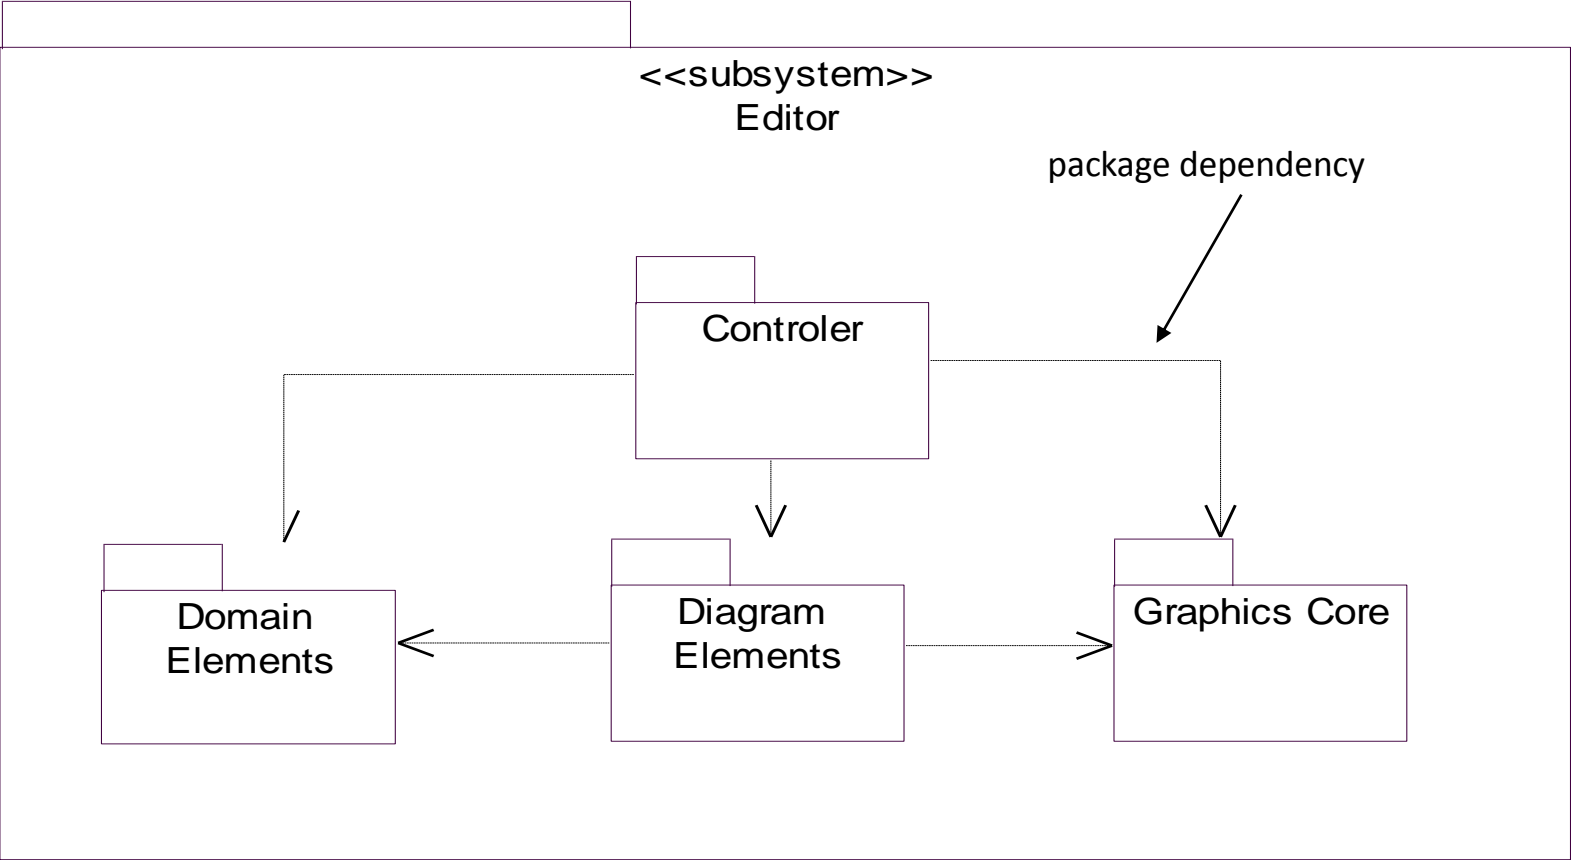 <<subsystem>>
Editor
package dependency
Controler
Domain
Elements
Diagram
Elements
Graphics Core